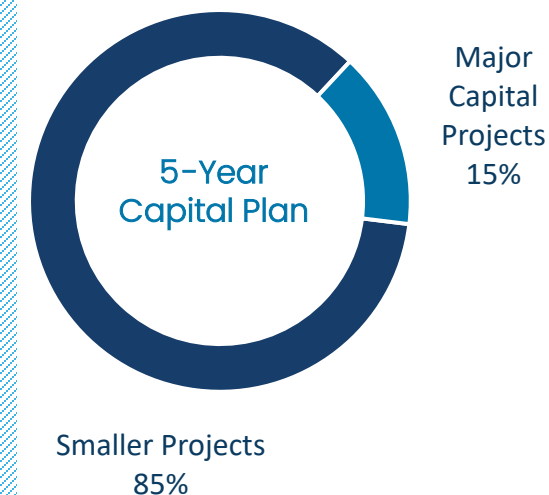 Major
Capital
Projects
15%
5-Year
Capital Plan
Smaller Projects
85%